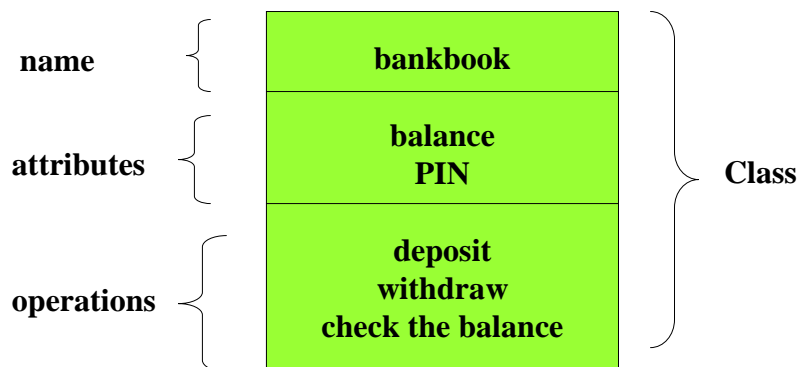 name
bankbook
attributes
balance
PIN
Class
operations
deposit
withdraw
check the balance